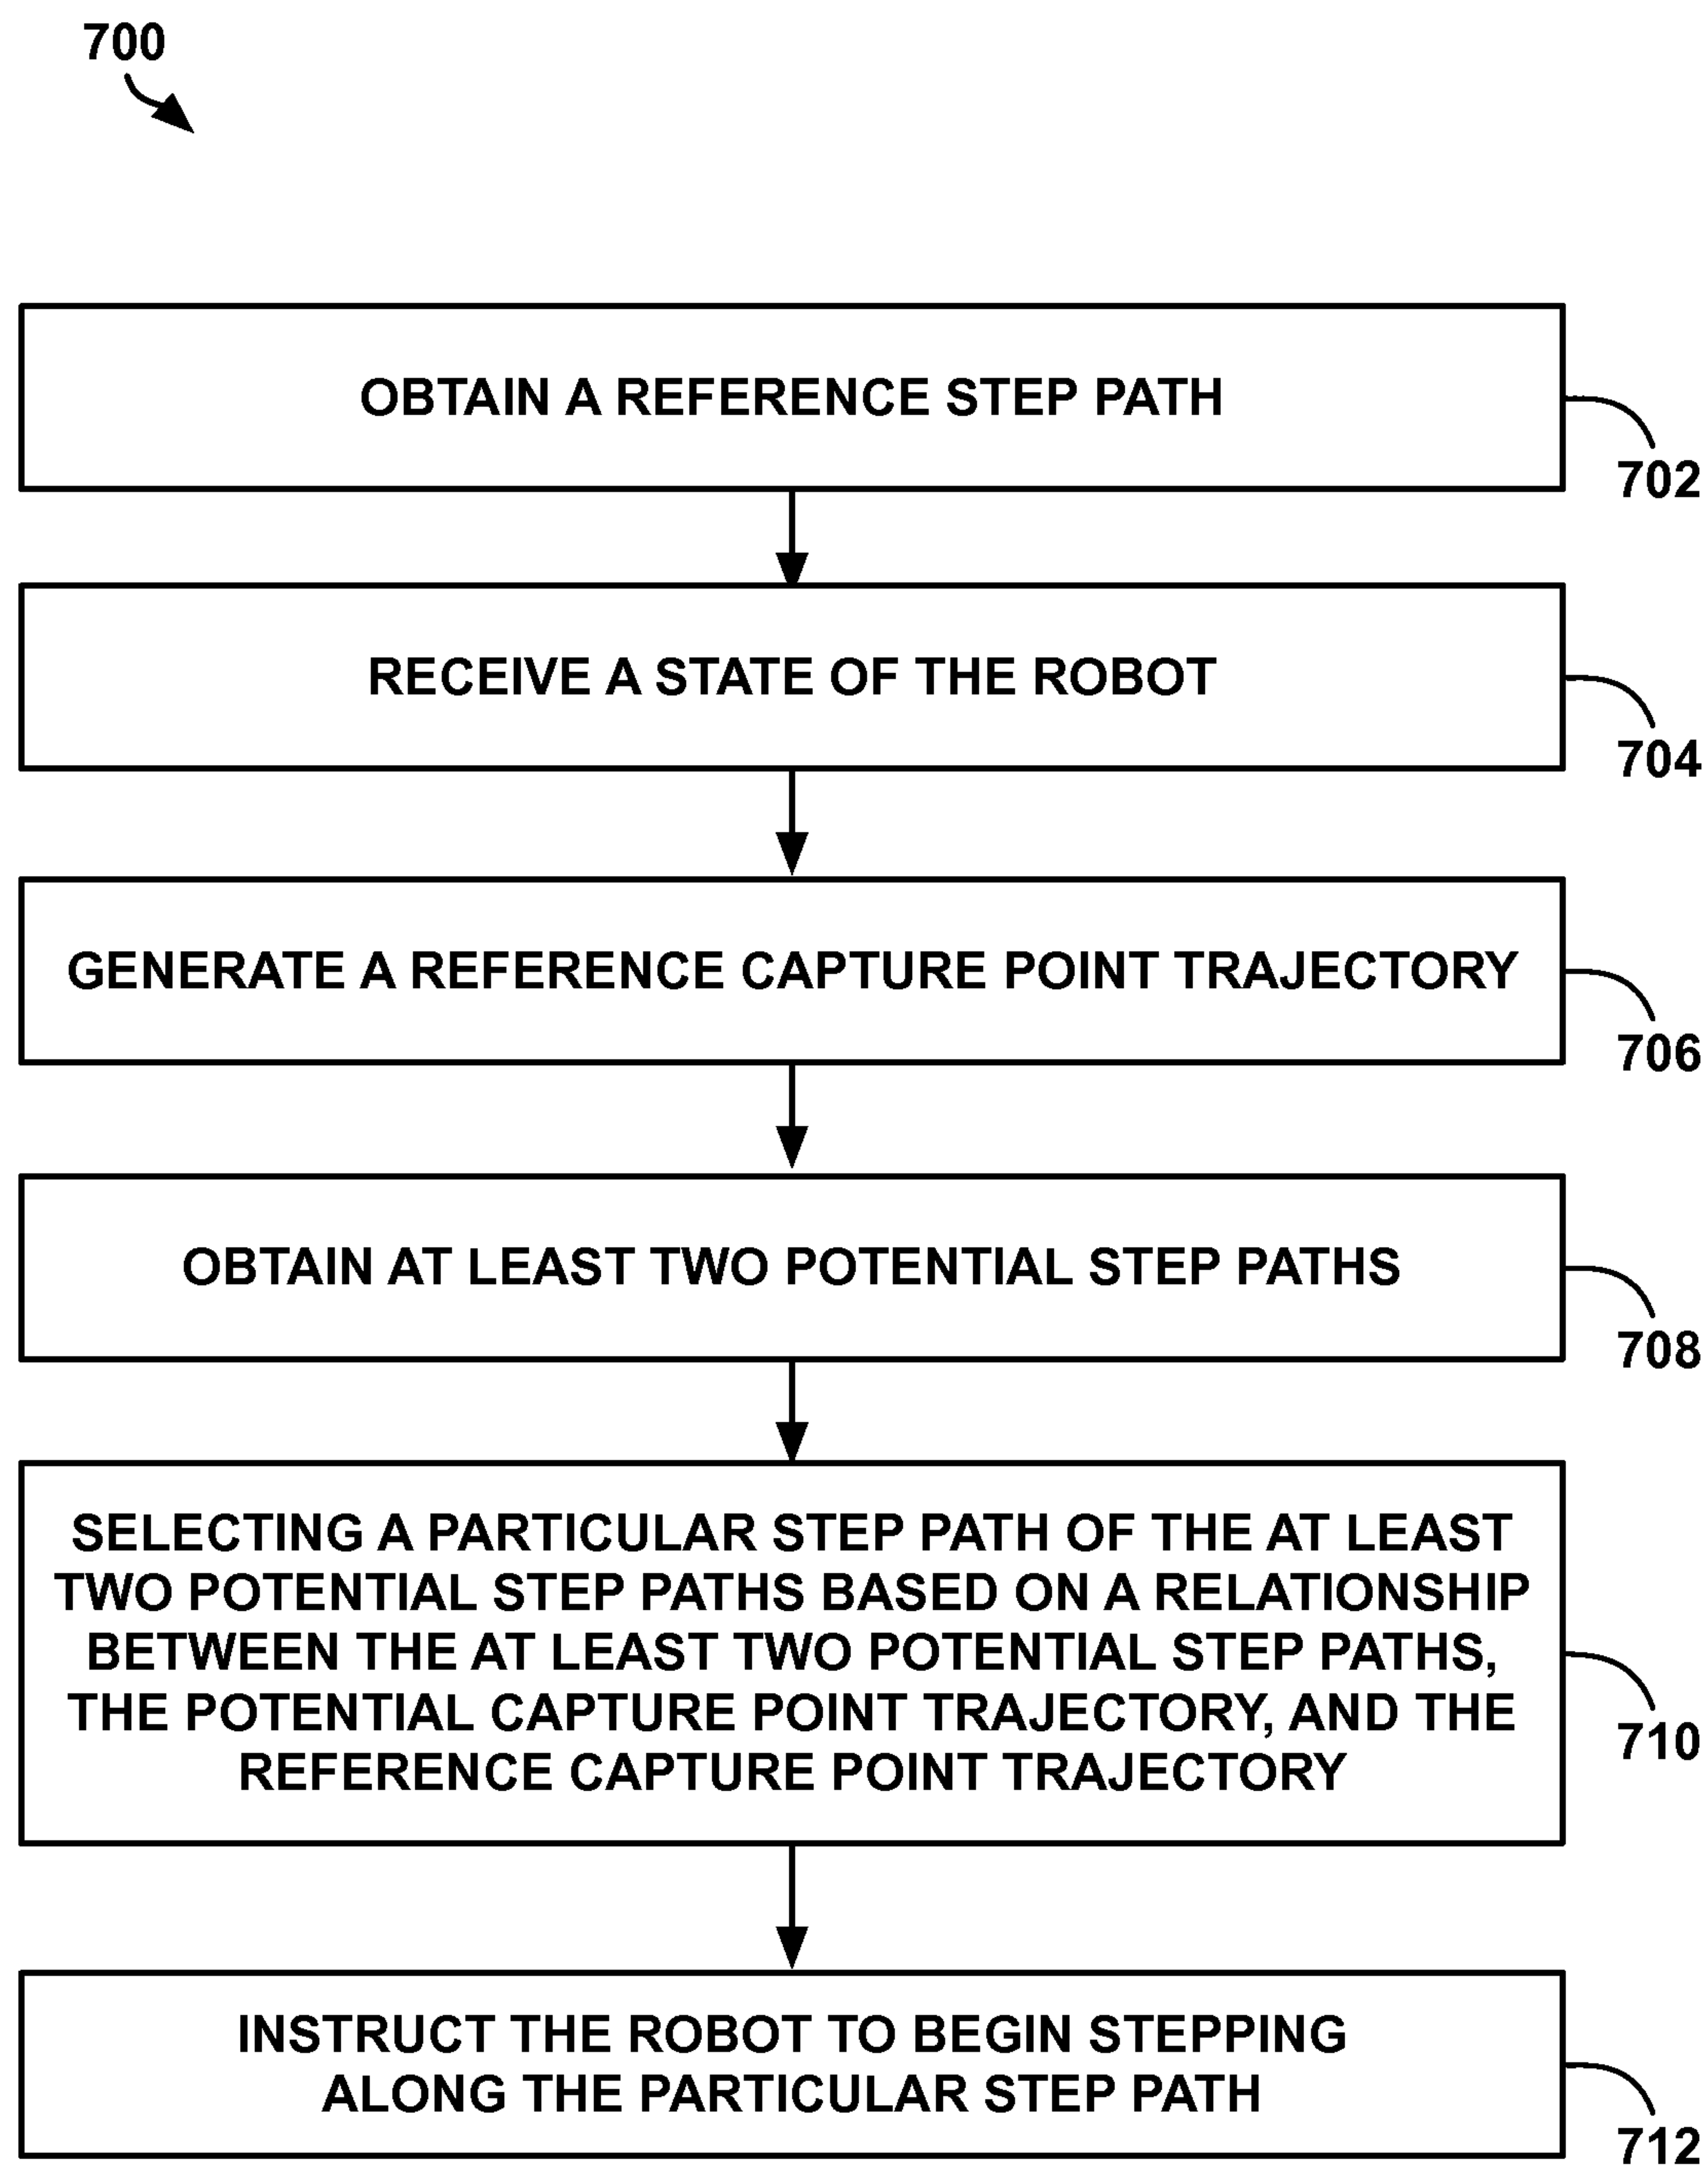 700
OBTAIN A REFERENCE STEP PATH
702
RECEIVE A STATE OF THE ROBOT
704
GENERATE A REFERENCE CAPTURE POINT TRAJECTORY
706
OBTAIN AT LEAST TWO POTENTIAL STEP PATHS
708
SELECTING A PARTICULAR STEP PATH OF THE AT LEAST
TWO POTENTIAL STEP PATHS BASED ON A RELATIONSHIP
BETWEEN THE AT LEAST TWO POTENTIAL STEP PATHS,
THE POTENTIAL CAPTURE POINT TRAJECTORY, AND THE
REFERENCE CAPTURE POINT TRAJECTORY
710
INSTRUCT THE ROBOT TO BEGIN STEPPING
ALONG THE PARTICULAR STEP PATH
712